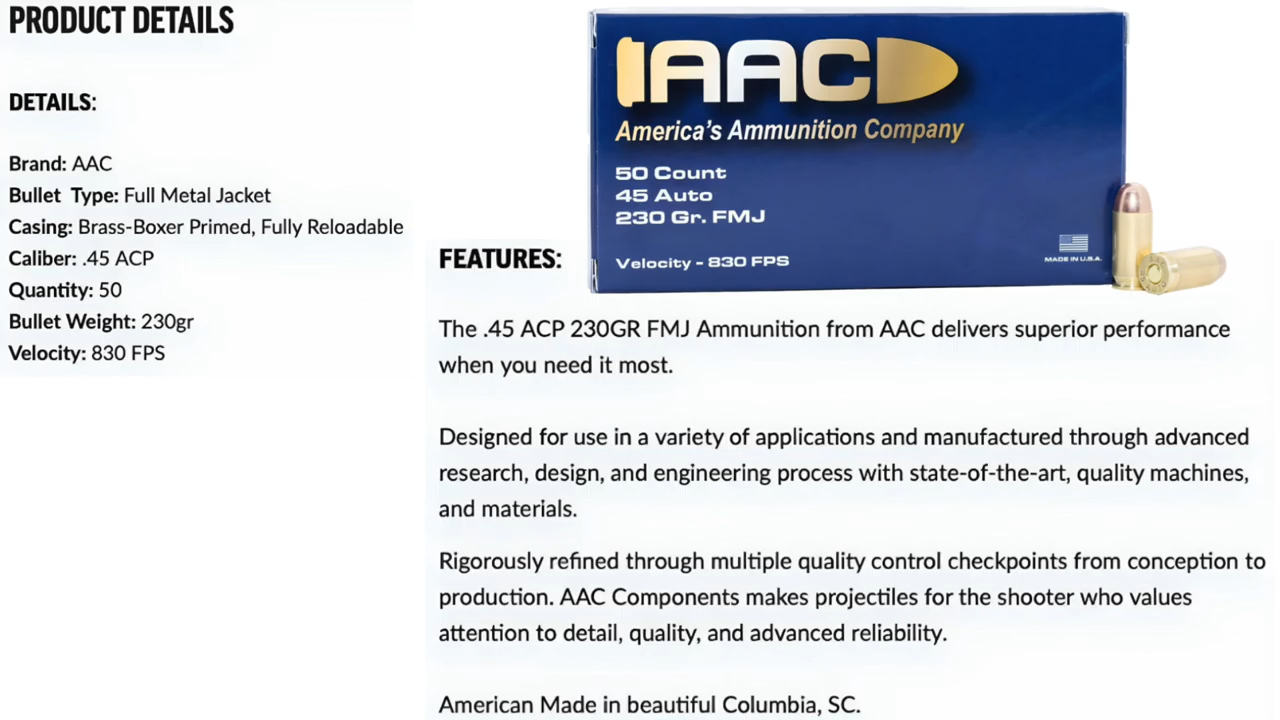 PRODUCT DETAILS
DETAILS:
Brand: AAC
Bullet Type: Full Metal Jacket
Casing: Brass-Boxer Primed, Fully Reloadable
Caliber: .45 ACP
Quantity: 50
Bullet Weight: 230gr
Velocity: 830 FPS
AAC
America's Ammunition Company
50 Count
45 Auto
230 Gr. FMJ
Velocity - 830 FPS
MADE IN U.S.A.
FEATURES:
The .45 ACP 230GR FMJ Ammunition from AAC delivers superior performance
when you need it most.
Designed for use in a variety of applications and manufactured through advanced
research, design, and engineering process with state-of-the-art, quality machines,
and materials.
Rigorously refined through multiple quality control checkpoints from conception to
production. AAC Components makes projectiles for the shooter who values
attention to detail, quality, and advanced reliability.
American Made in beautiful Columbia, SC.